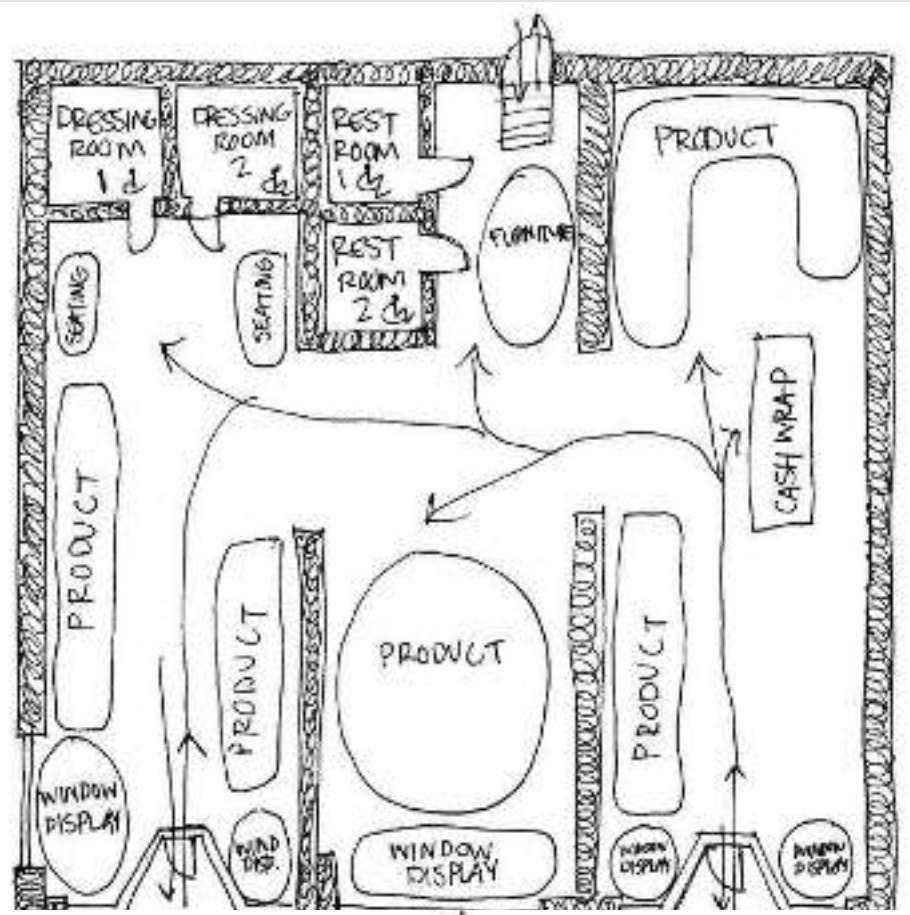 DRESSING
ROOM
1
DRESSING
ROOM
2
REST
ROOM
1
PRODUCT
FURNITURE
REST
ROOM
2
SEATING
SEATING
CASH WRAP
PRODUCT
PRODUCT
PRODUCT
PRODUCT
WINDOW
DISPLAY
WIND
DISP.
WINDOW
DISPLAY
WINDOW
DISPLAY
WINDOW
DISPLAY